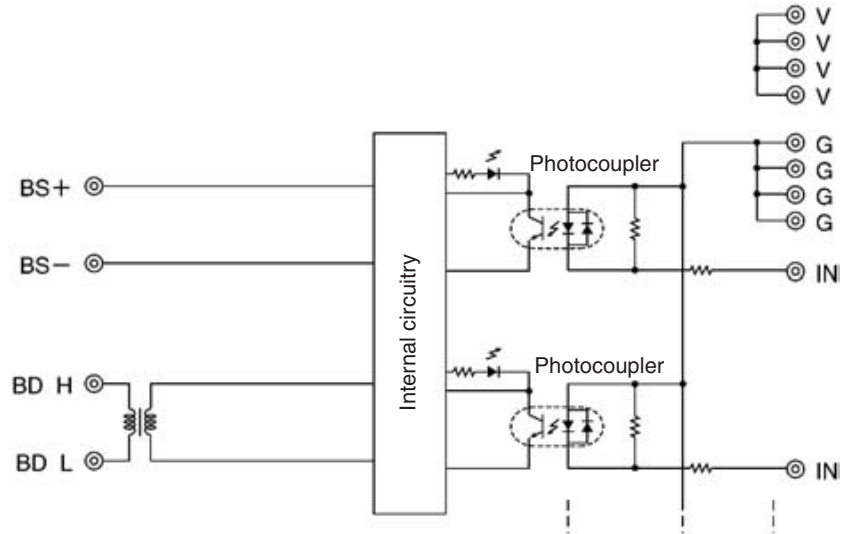 V
V
V
V
G
G
G
G
Photocoupler
BS+
BS−
IN
Internal circuitry
Photocoupler
BD H
BD L
IN